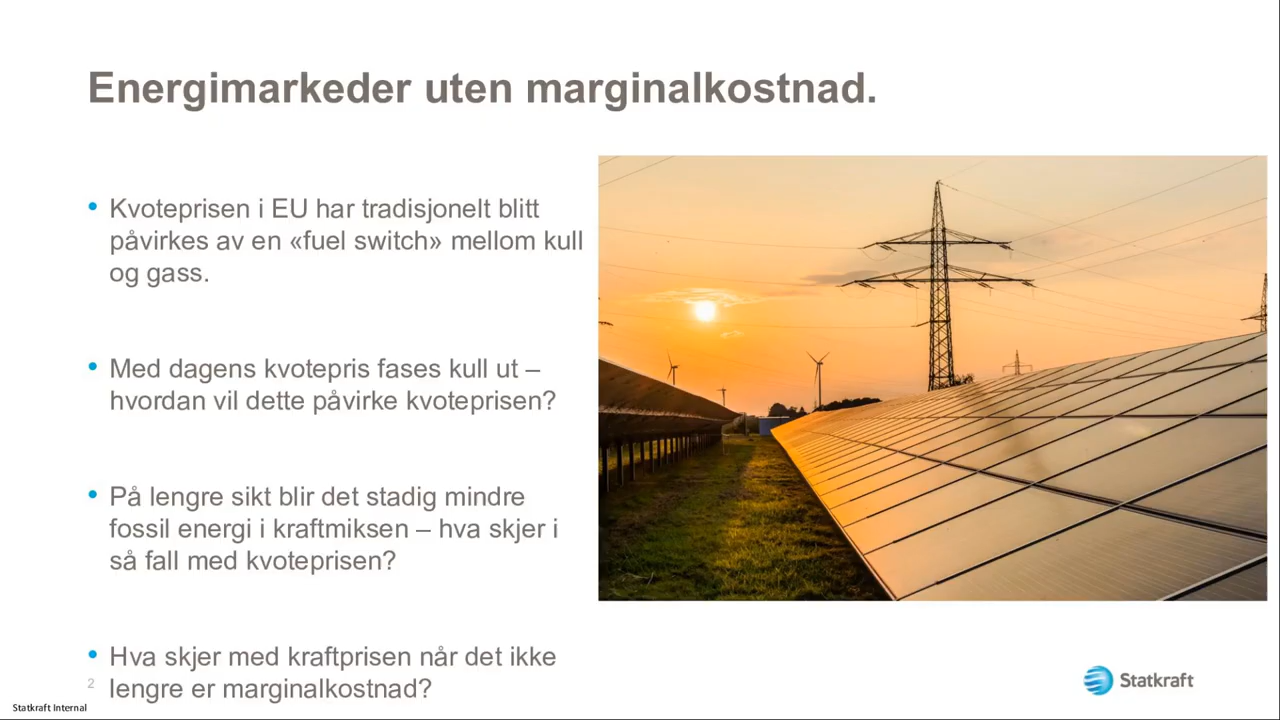 Energimarkeder uten marginalkostnad.
• Kvoteprisen i EU har tradisjonelt blitt
påvirkes av en «fuel switch» mellom kull
og gass.
• Med dagens kvotepris fases kull ut –
hvordan vil dette påvirke kvoteprisen?
• På lengre sikt blir det stadig mindre
fossil energi i kraftmiksen – hva skjer i
så fall med kvoteprisen?
• Hva skjer med kraftprisen når det ikke
lengre er marginalkostnad?
2
Statkraft Internal
Statkraft